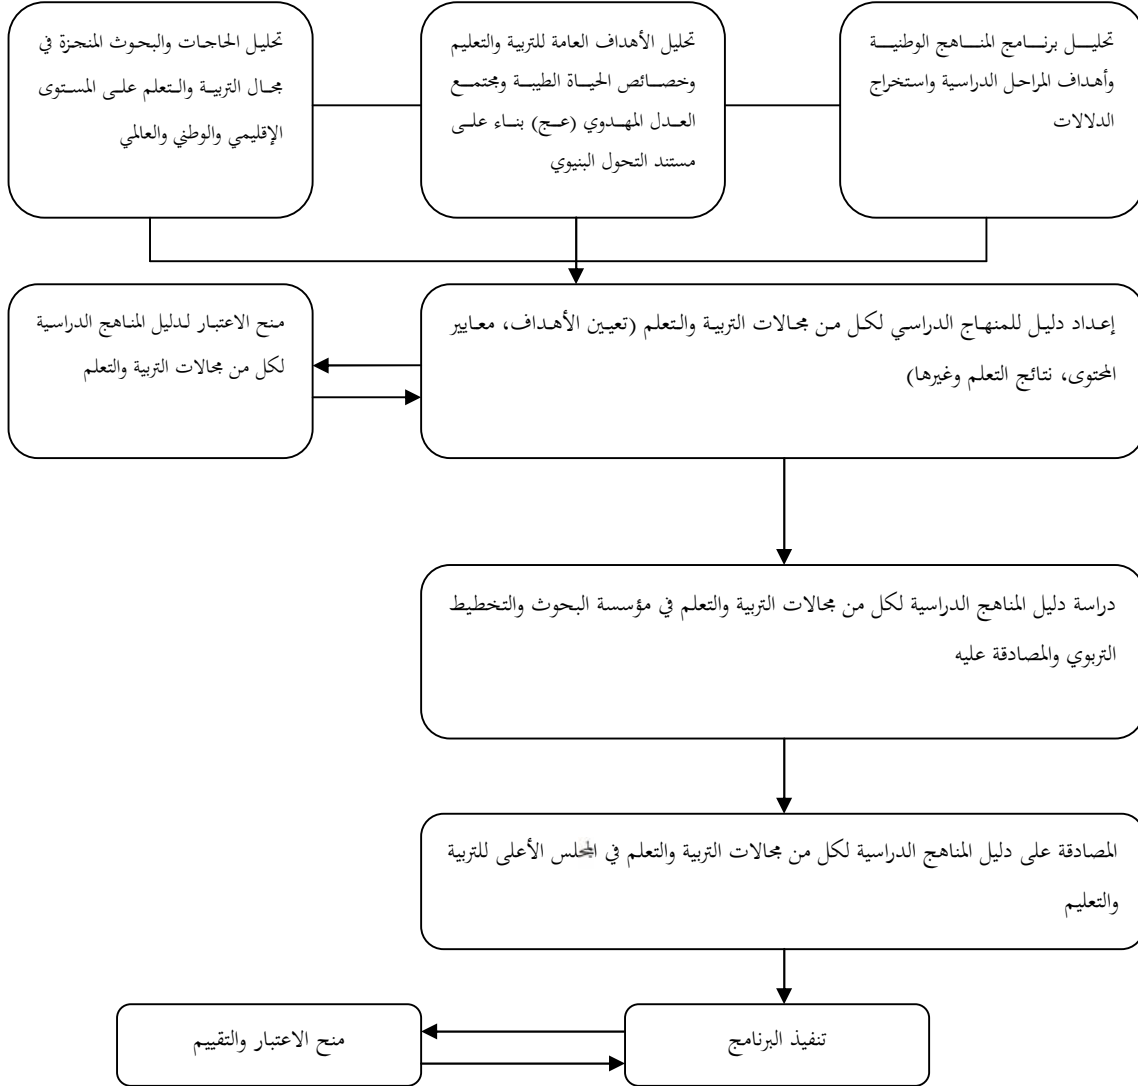 تحليل برنامج المناهج الوطنية
وأهداف المراحل الدراسية واستخراج
الدلالات
تحليل الأهداف العامة للتربية والتعليم
وخصائص الحياة الطيبة ومجتمع
العدل المهدوي (عج) بناء على
مستند التحول البنيوي
تحليل الحاجات والبحوث المنجزة في
مجال التربية والتعلم على المستوى
الإقليمي والوطني والعالمي
إعداد دليل للمنهاج الدراسي لكل من مجالات التربية والتعلم (تعيين الأهداف، معايير
المحتوى، نتائج التعلم وغيرها)
منح الاعتبار لدليل المناهج الدراسية
لكل من مجالات التربية والتعلم
دراسة دليل المناهج الدراسية لكل من مجالات التربية والتعلم في مؤسسة البحوث والتخطيط
التربوي والمصادقة عليه
المصادقة على دليل المناهج الدراسية لكل من مجالات التربية والتعلم في المجلس الأعلى للتربية
والتعليم
تنفيذ البرنامج
منح الاعتبار والتقييم